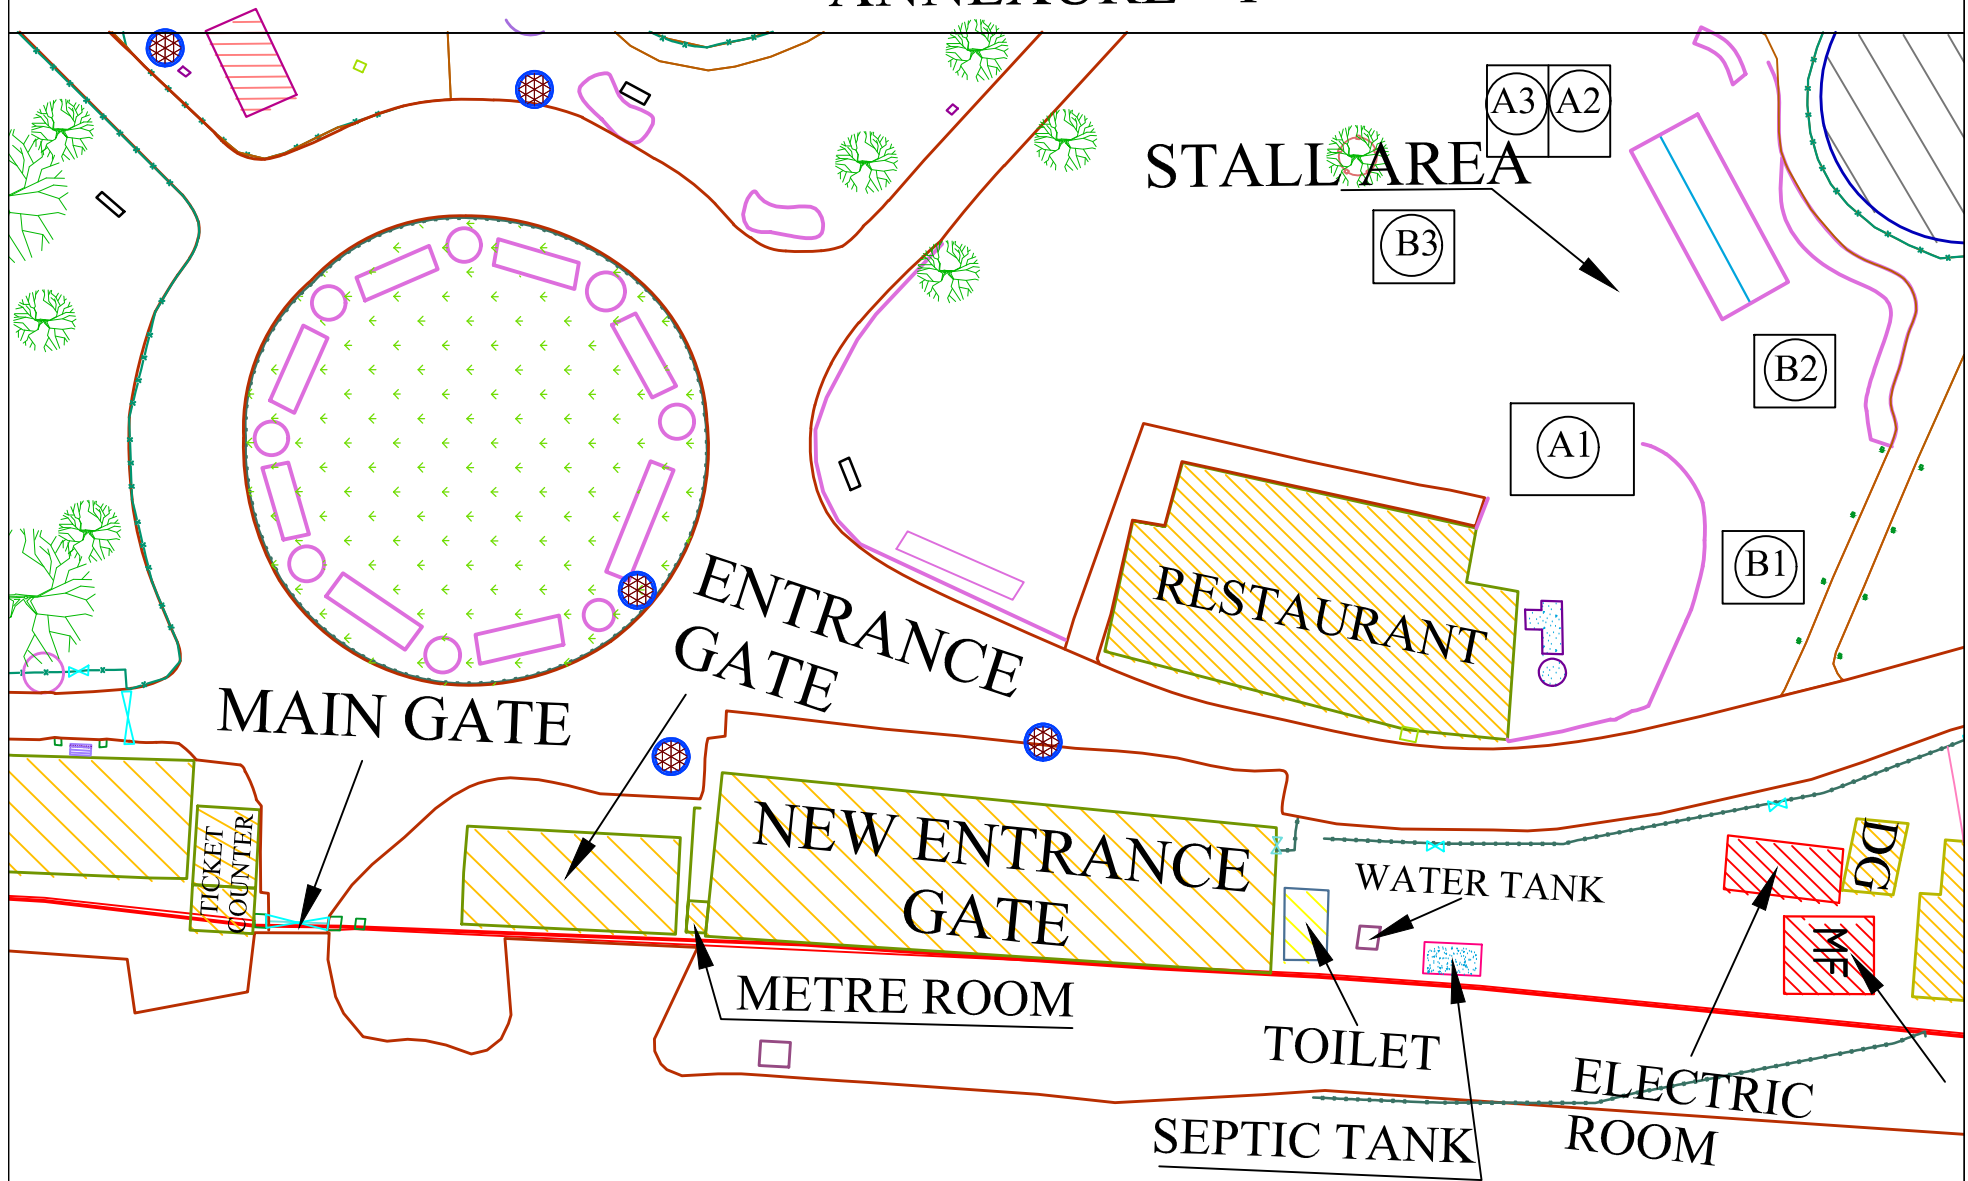 ANNEXURE - I
A3 A2
STALL AREA
B3
B2
A1
B1
RESTAURANT
ENTRANCE
GATE
MAIN GATE
TICKET
COUNTER
NEW ENTRANCE
GATE
WATER TANK
DG
MF
METRE ROOM
TOILET
ELECTRIC
ROOM
SEPTIC TANK